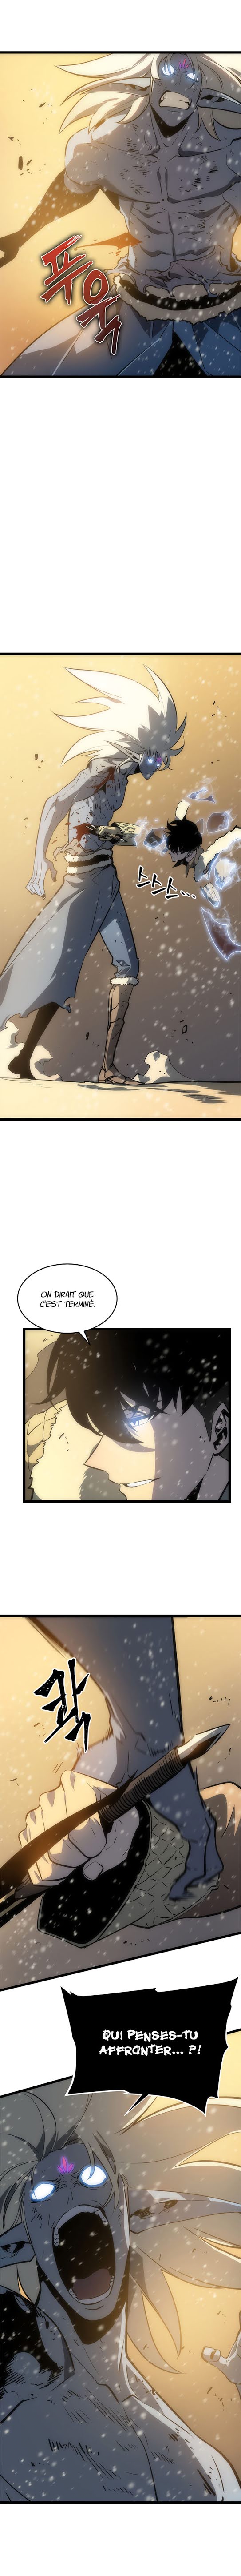 푸욱
스스스...
ON DIRAIT QUE
C'EST TERMINÉ.
콱
QUI PENSES-TU
AFFRONTER... ?!